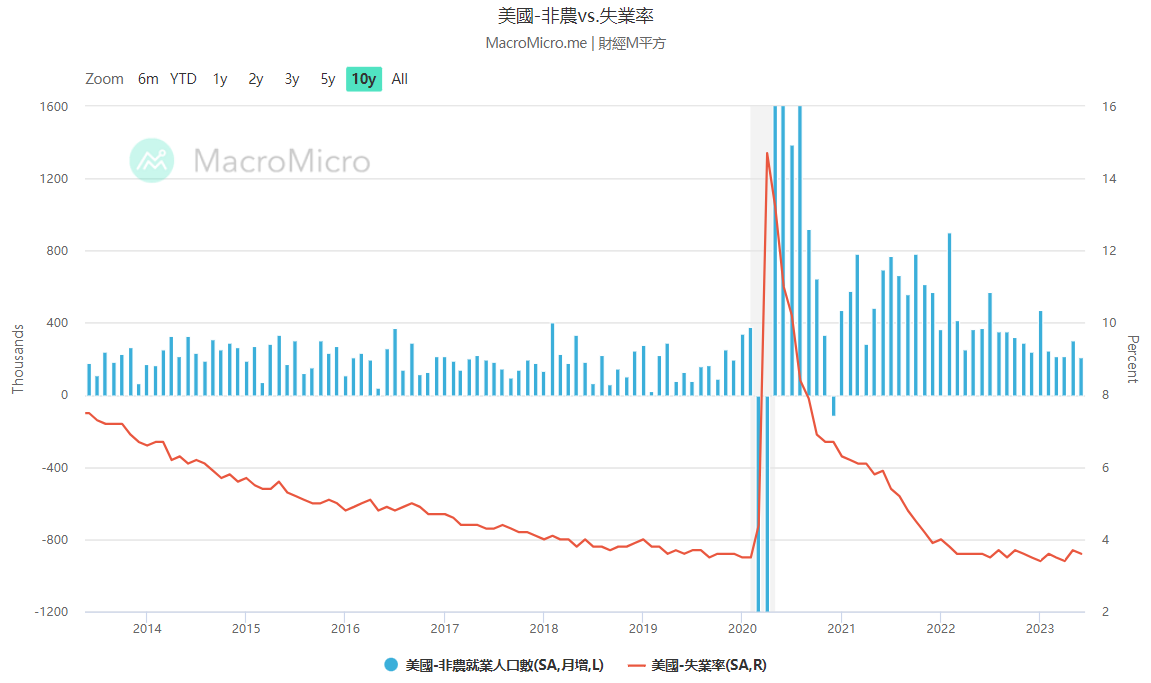 美國-非農vs.失業率
MacroMicro.me | 財經M平方
Zoom 6m YTD 1y 2y 3y 5y 10y All
MacroMicro
1600 16
1200 14
800 12
400 10
0 8
-400 6
-800 4
-1200 2
Thousands
Percent
2014 2015 2016 2017 2018 2019 2020 2021 2022 2023
美國-非農就業人口數(SA,月增,L) 美國-失業率(SA,R)